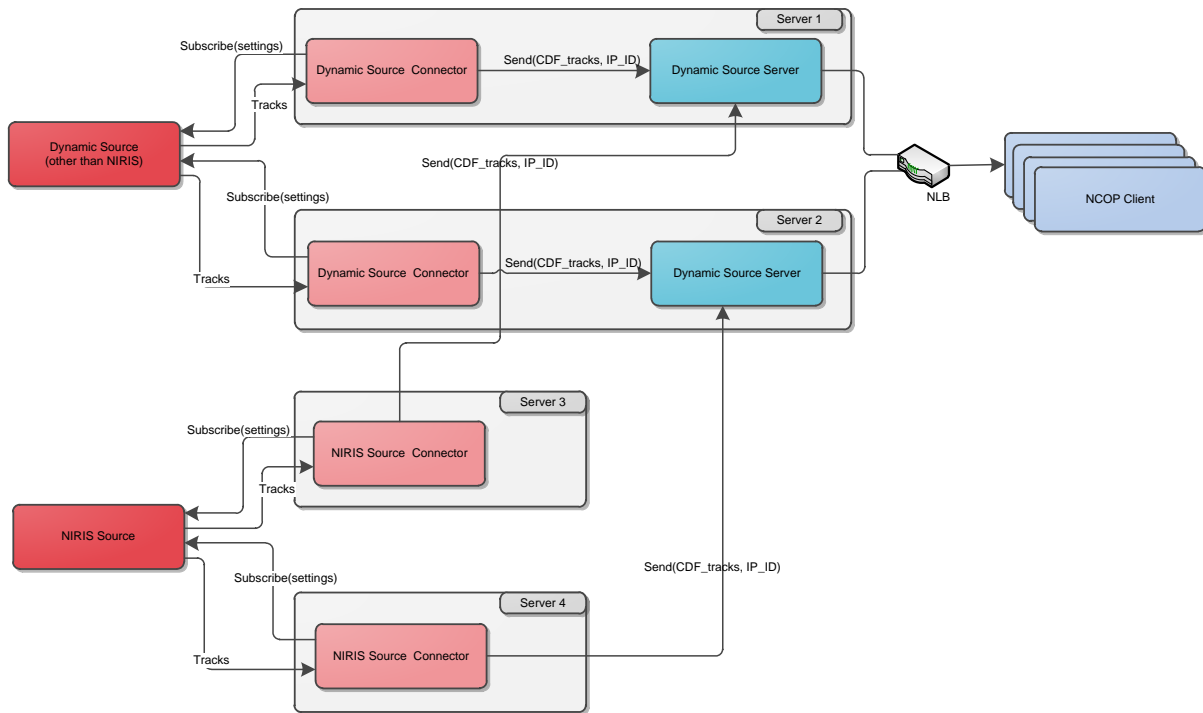 Server 1
Subscribe(settings)
Dynamic Source  Connector
Send(CDF_tracks, IP_ID)
Dynamic Source Server
Tracks
Dynamic Source
(other than NIRIS)
Send(CDF_tracks, IP_ID)
Subscribe(settings)
NLB
NCOP Client
Server 2
Dynamic Source  Connector
Send(CDF_tracks, IP_ID)
Dynamic Source Server
Tracks
Server 3
Subscribe(settings)
NIRIS Source  Connector
Tracks
NIRIS Source
Send(CDF_tracks, IP_ID)
Subscribe(settings)
Server 4
NIRIS Source  Connector
Tracks